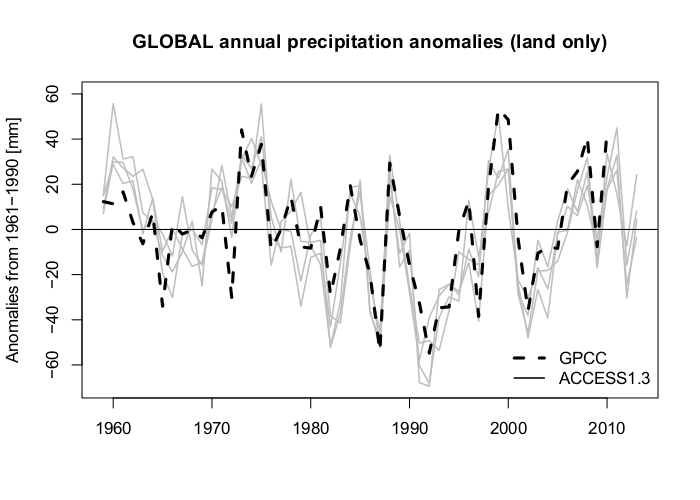 GLOBAL annual precipitation anomalies (land only)
Anomalies from 1961−1990 [mm]
60
40
20
0
−20
−40
−60
GPCC
ACCESS1.3
1960 1970 1980 1990 2000 2010